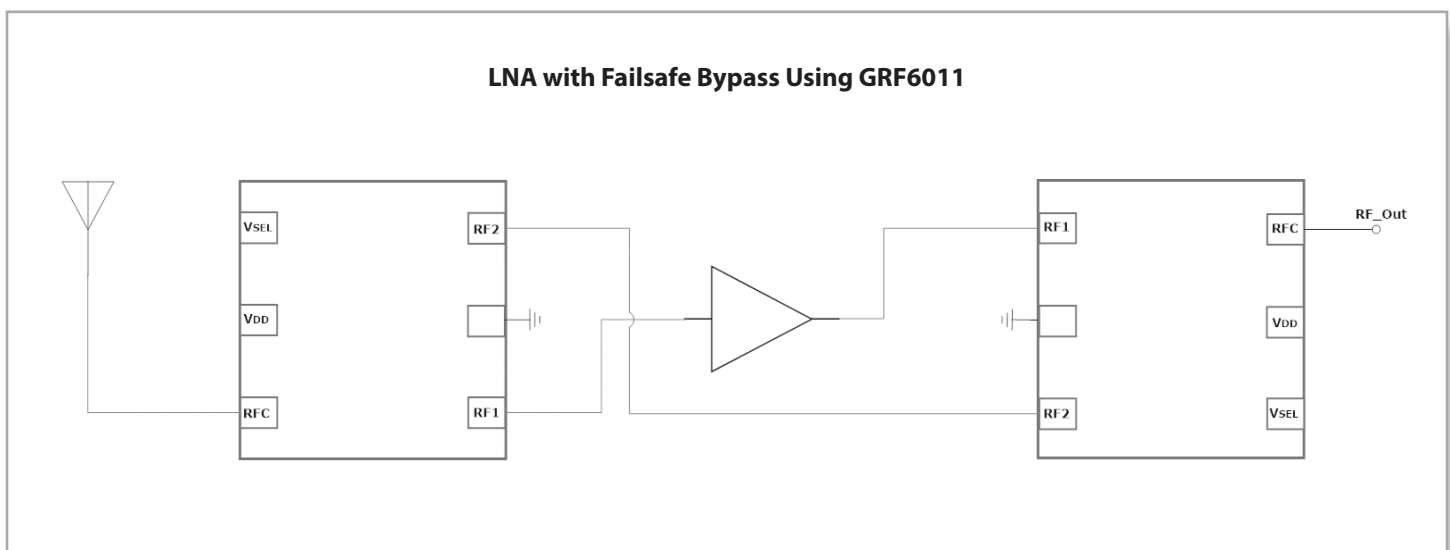 LNA with Failsafe Bypass Using GRF6011
VSEL
VDD
RFC
RF2
RF1
RF1
RF2
RFC
VDD
VSEL
RF_Out